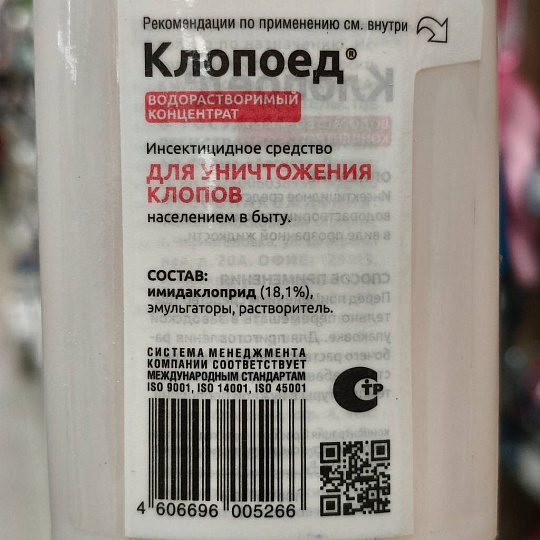 Рекомендации по применению см. внутри
Клопоед®
ВОДОРАСТВОРИМЫЙ
КОНЦЕНТРАТ
Инсектицидное средство
ДЛЯ УНИЧТОЖЕНИЯ
КЛОПОВ
населением в быту.
СОСТАВ:
имидаклоприд (18,1%),
эмульгаторы, растворитель.
СИСТЕМА МЕНЕДЖМЕНТА
КОМПАНИИ СООТВЕТСТВУЕТ
МЕЖДУНАРОДНЫМ СТАНДАРТАМ
ISO 9001, ISO 14001, ISO 45001
СТР
4 606696 005266